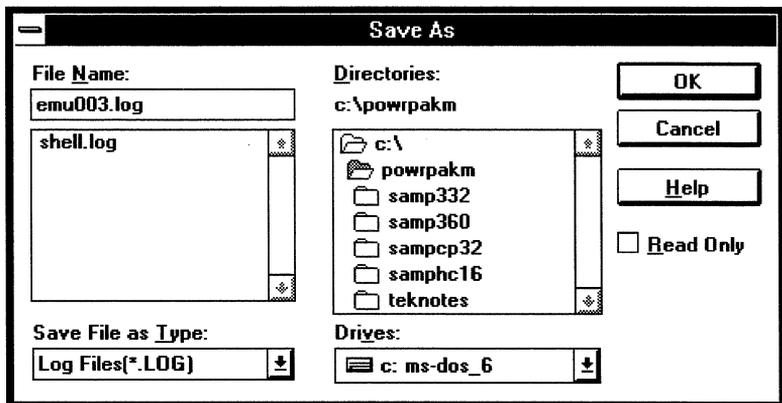 Save As
File Name:
emu003.log
shell.log
Save File as Type:
Log Files(*.LOG)
Directories:
c:\powrpakm
c:\
powrpakm
samp332
samp360
sampcp32
samphc16
teknotes
Drives:
c: ms-dos_6
OK
Cancel
Help
Read Only